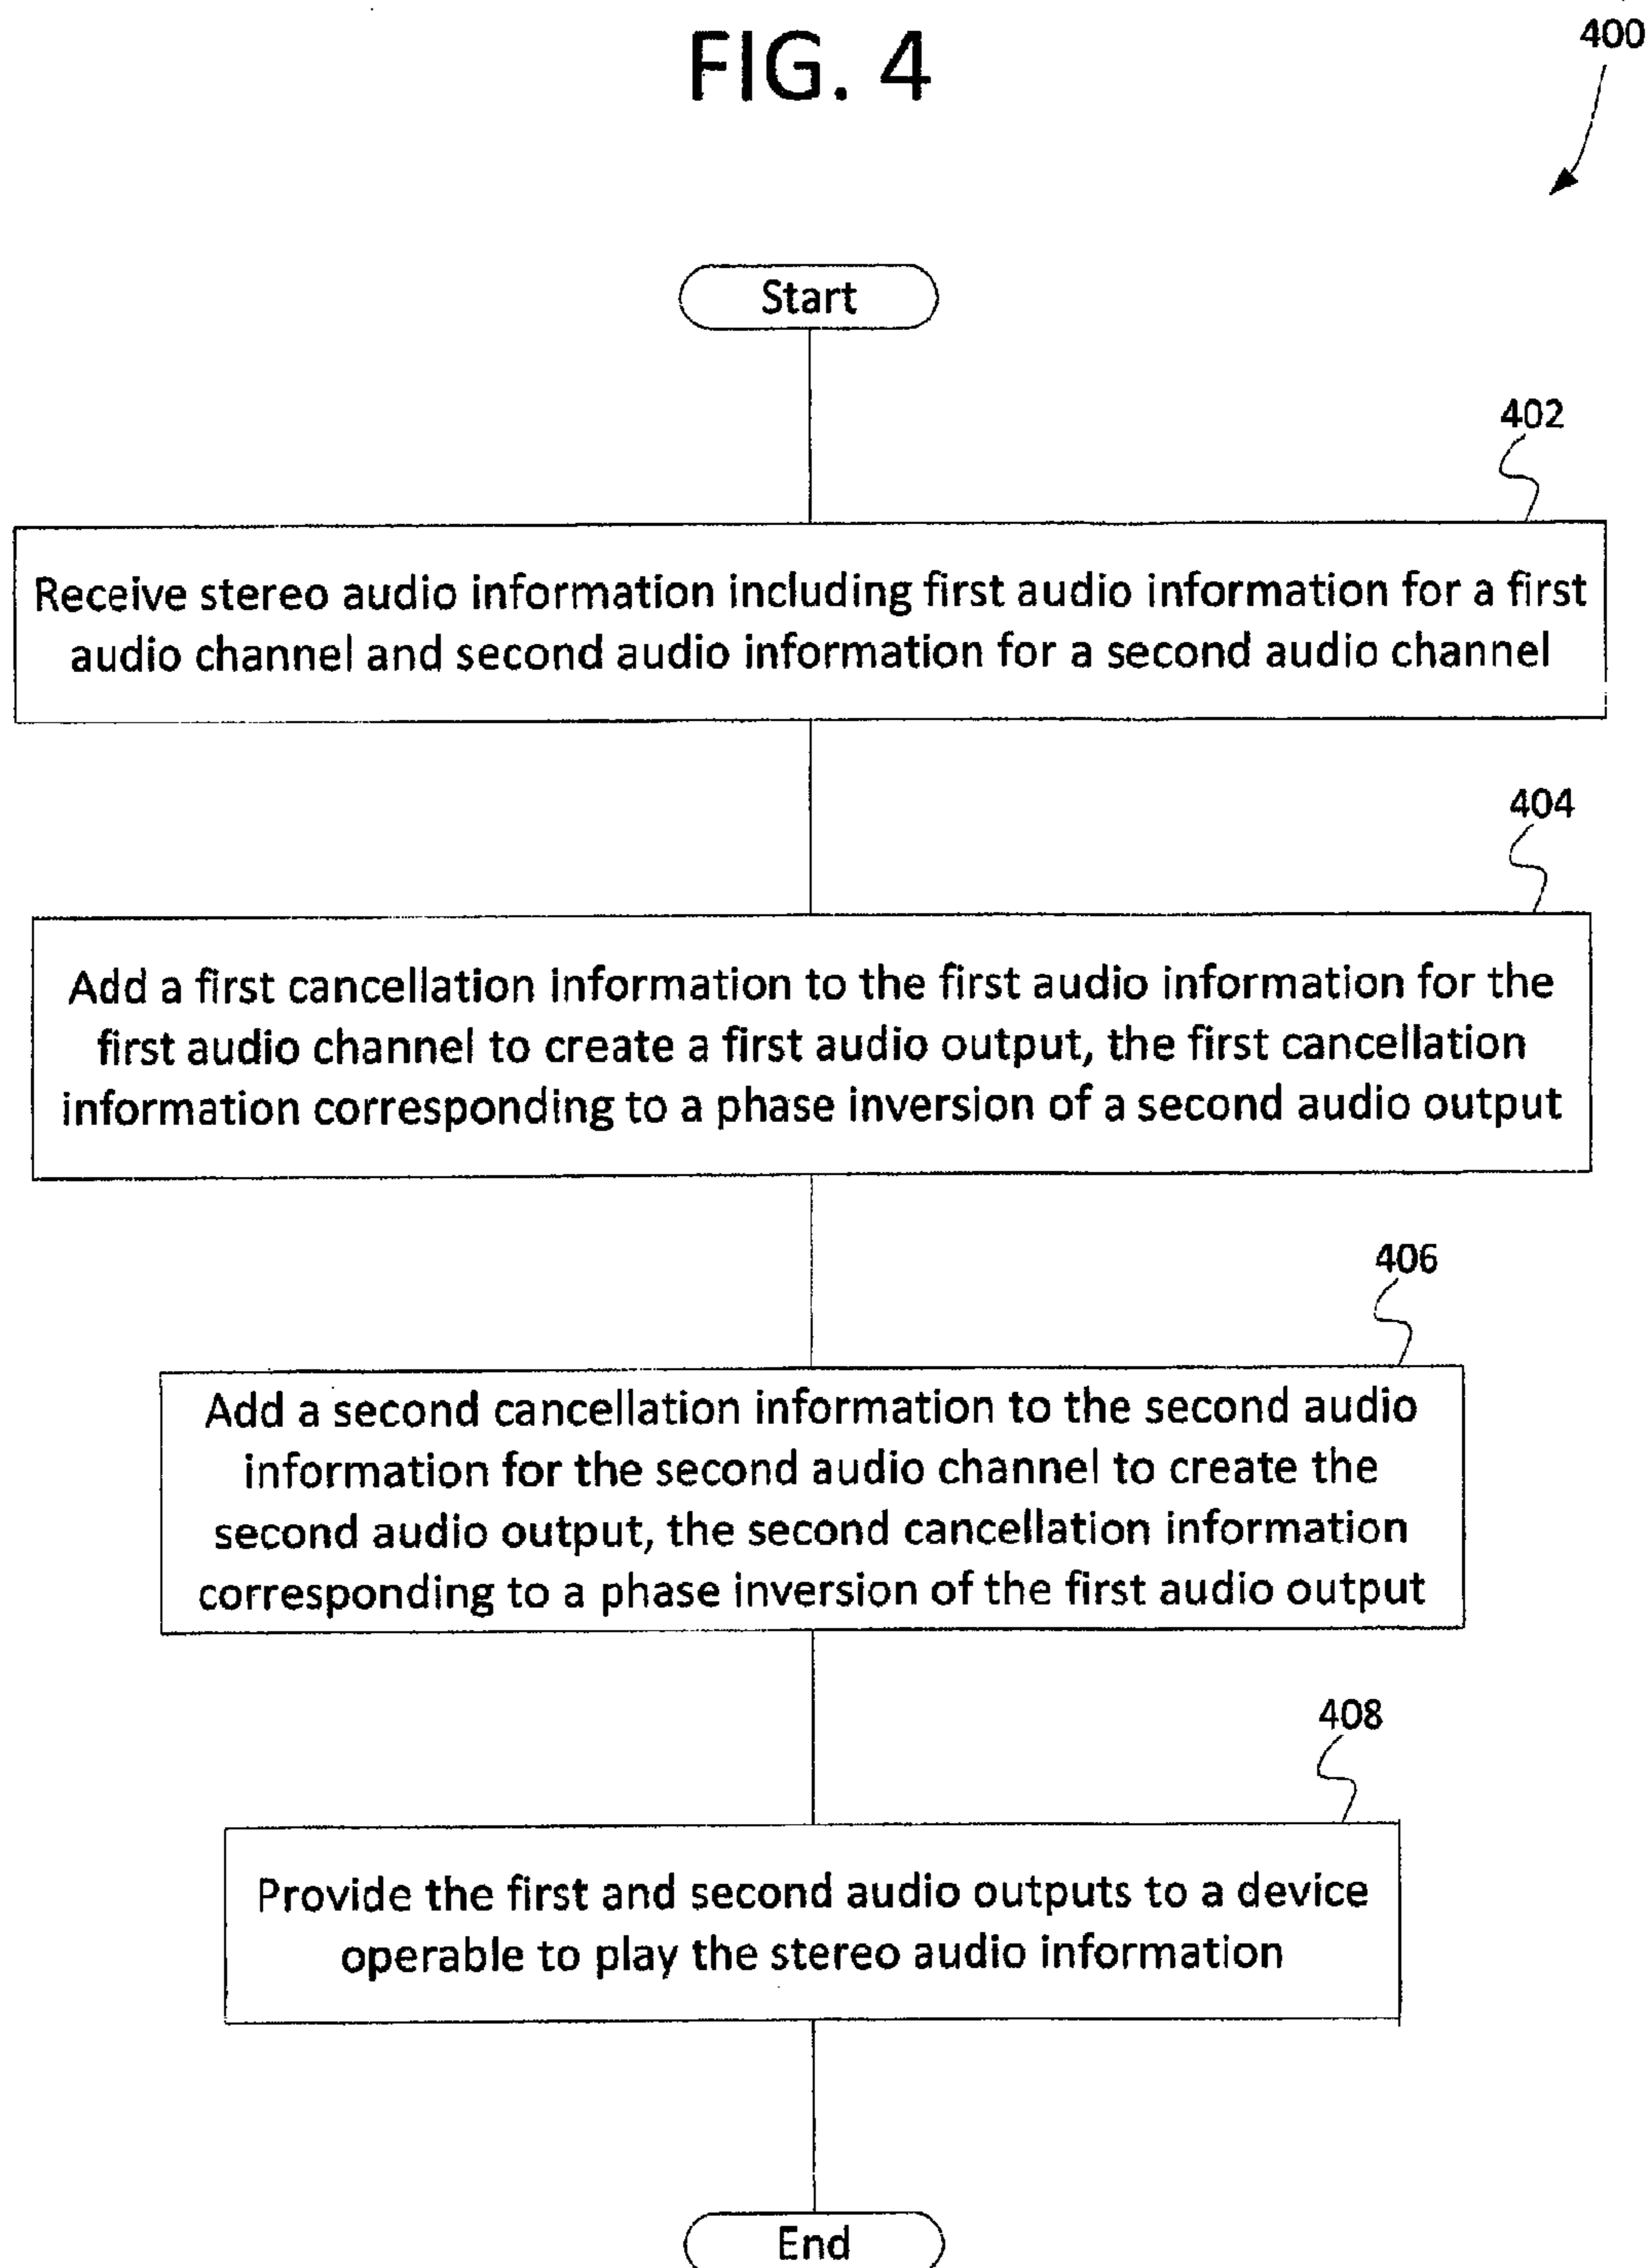 FIG. 4
400
Start
402
Receive stereo audio information including first audio information for a first
audio channel and second audio information for a second audio channel
404
Add a first cancellation information to the first audio information for the
first audio channel to create a first audio output, the first cancellation
information corresponding to a phase inversion of a second audio output
406
Add a second cancellation information to the second audio
information for the second audio channel to create the
second audio output, the second cancellation information
corresponding to a phase inversion of the first audio output
408
Provide the first and second audio outputs to a device
operable to play the stereo audio information
End